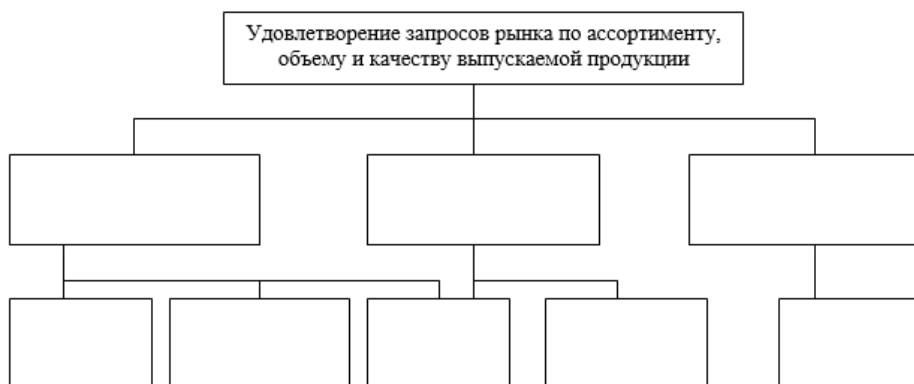 Удовлетворение запросов рынка по ассортименту,
объему и качеству выпускаемой продукции